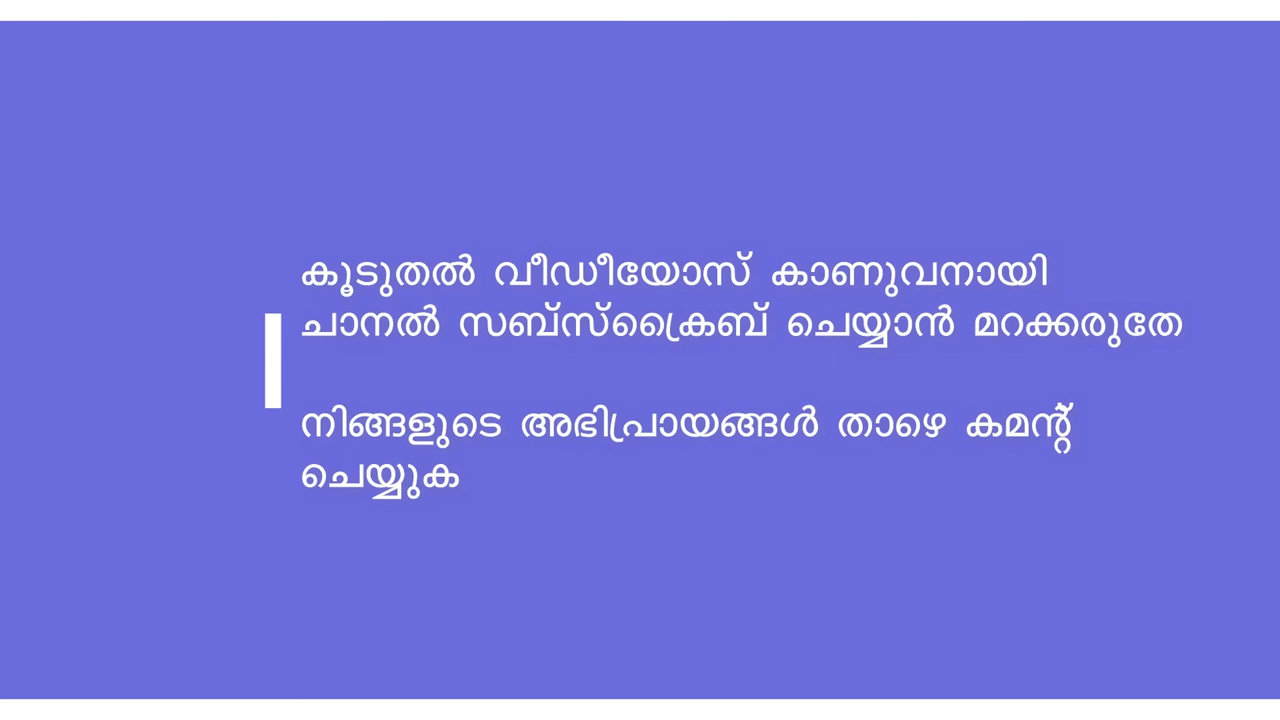 കൂടുതൽ വീഡീയോസ് കാണുവനായി
ചാനൽ സബ്സ്ക്രൈബ് ചെയ്യാൻ മറക്കരുതേ
നിങ്ങളുടെ അഭിപ്രായങ്ങൾ താഴെ കമന്റ്
ചെയ്യുക